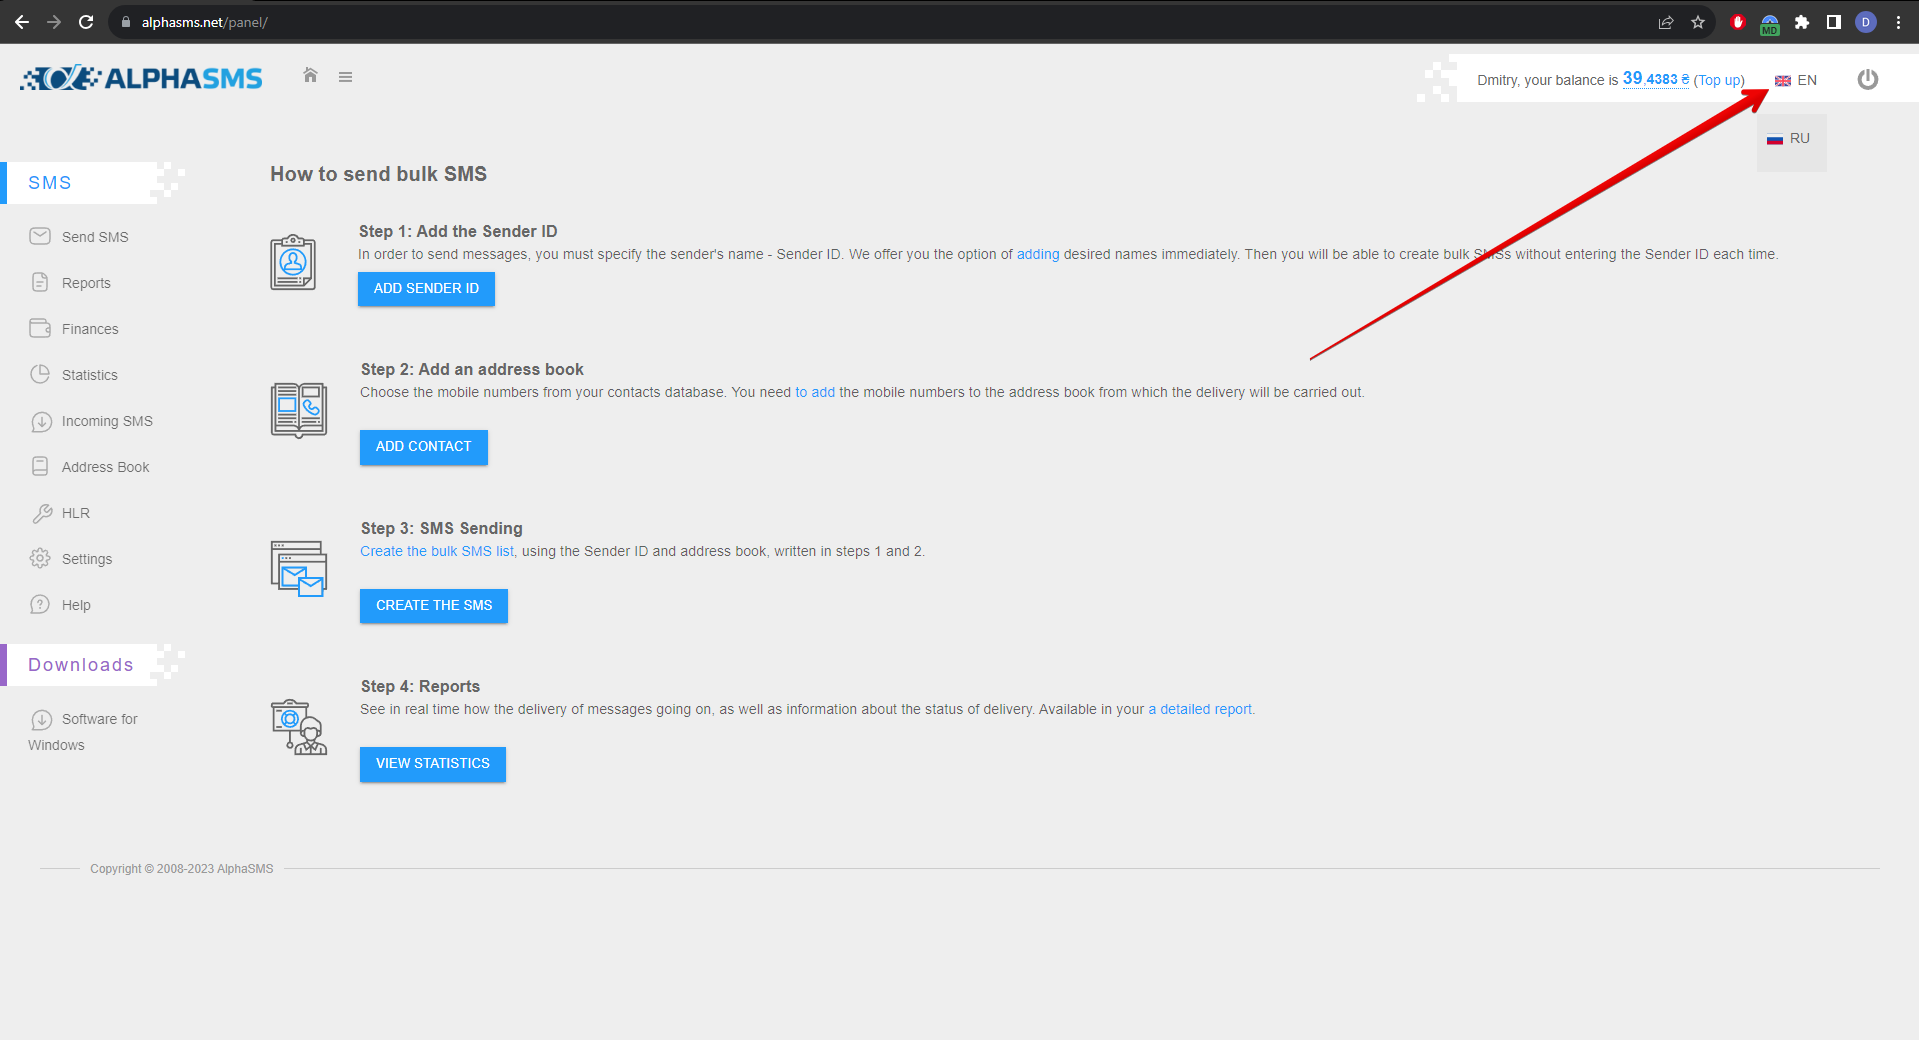 alphasms.net/panel/
MD
D
ALPHASMS
Dmitry, your balance is 39,4383 ₴ (Top up)
EN
RU
SMS
Send SMS
Reports
Finances
Statistics
Incoming SMS
Address Book
HLR
Settings
Help
Downloads
Software for
Windows
How to send bulk SMS
Step 1: Add the Sender ID
In order to send messages, you must specify the sender's name - Sender ID. We offer you the option of adding desired names immediately. Then you will be able to create bulk SMSs without entering the Sender ID each time.
ADD SENDER ID
Step 2: Add an address book
Choose the mobile numbers from your contacts database. You need to add the mobile numbers to the address book from which the delivery will be carried out.
ADD CONTACT
Step 3: SMS Sending
Create the bulk SMS list, using the Sender ID and address book, written in steps 1 and 2.
CREATE THE SMS
Step 4: Reports
See in real time how the delivery of messages going on, as well as information about the status of delivery. Available in your a detailed report.
VIEW STATISTICS
Copyright © 2008-2023 AlphaSMS